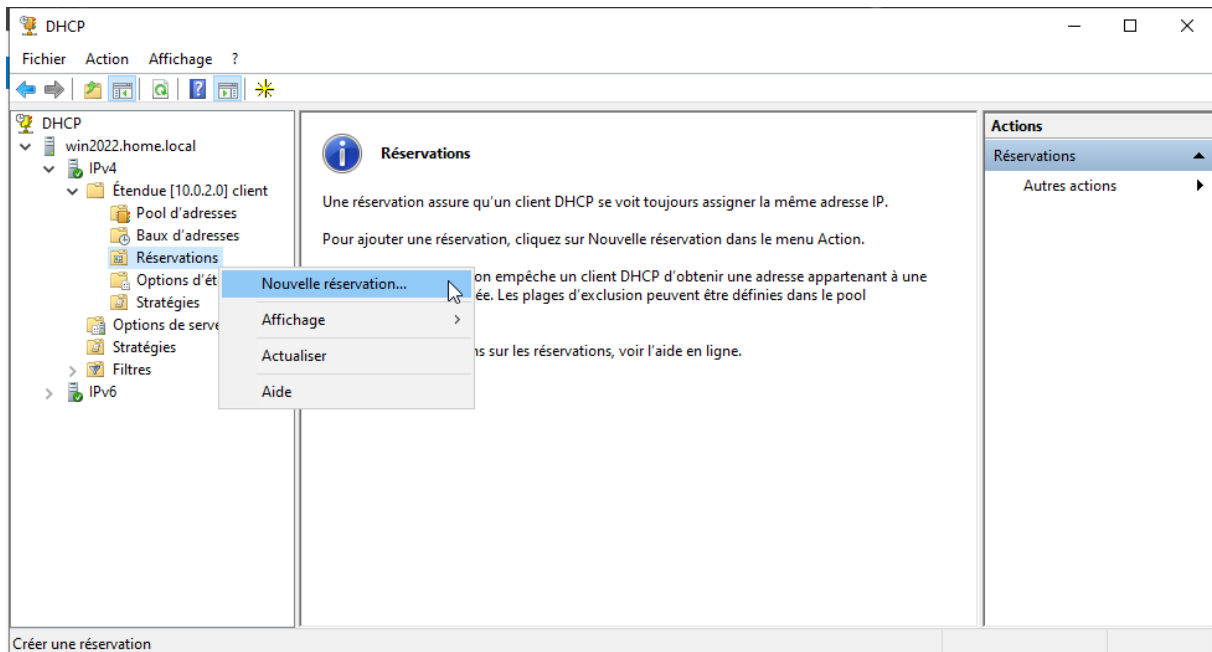 DHCP
Fichier Action Affichage ?
DHCP
win2022.home.local
IPv4
Étendue [10.0.2.0] client
Pool d'adresses
Baux d'adresses
Réservations
Options d'ét
Stratégies
Options de serve
Stratégies
Filtres
IPv6
Nouvelle réservation...
Affichage
Actualiser
Aide
Réservations
Une réservation assure qu'un client DHCP se voit toujours assigner la même adresse IP.
Pour ajouter une réservation, cliquez sur Nouvelle réservation dans le menu Action.
on empêche un client DHCP d'obtenir une adresse appartenant à une
ée. Les plages d'exclusion peuvent être définies dans le pool
ns sur les réservations, voir l'aide en ligne.
Actions
Réservations
Autres actions
Créer une réservation